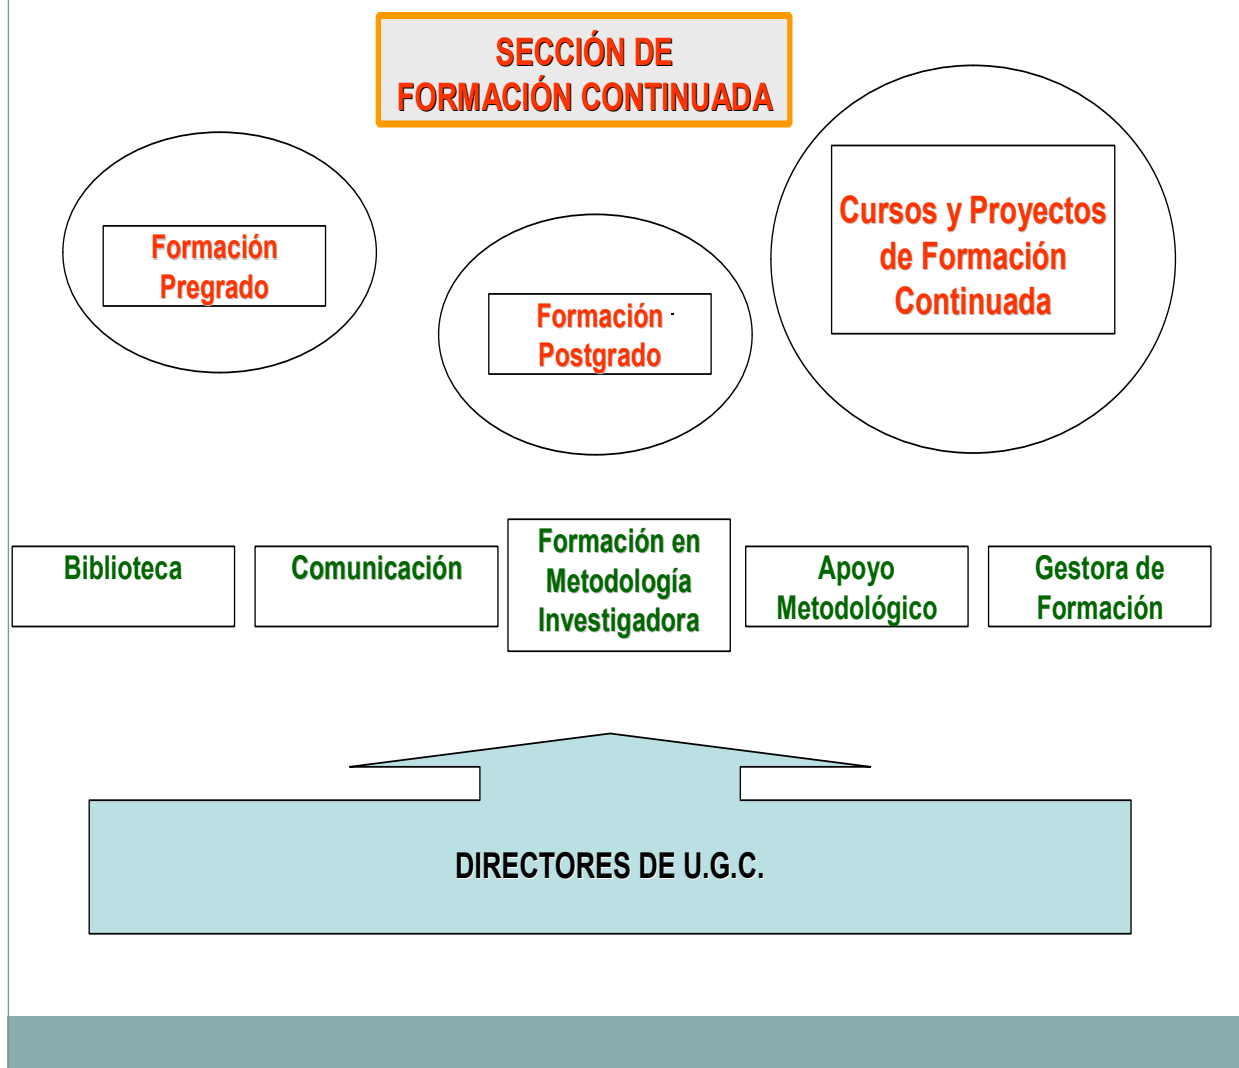 SECCIÓN DE
FORMACIÓN CONTINUADA
Formación
Pregrado
Formación
Postgrado
Cursos y Proyectos
de Formación
Continuada
Biblioteca
Comunicación
Formación en
Metodología
Investigadora
Apoyo
Metodológico
Gestora de
Formación
DIRECTORES DE U.G.C.